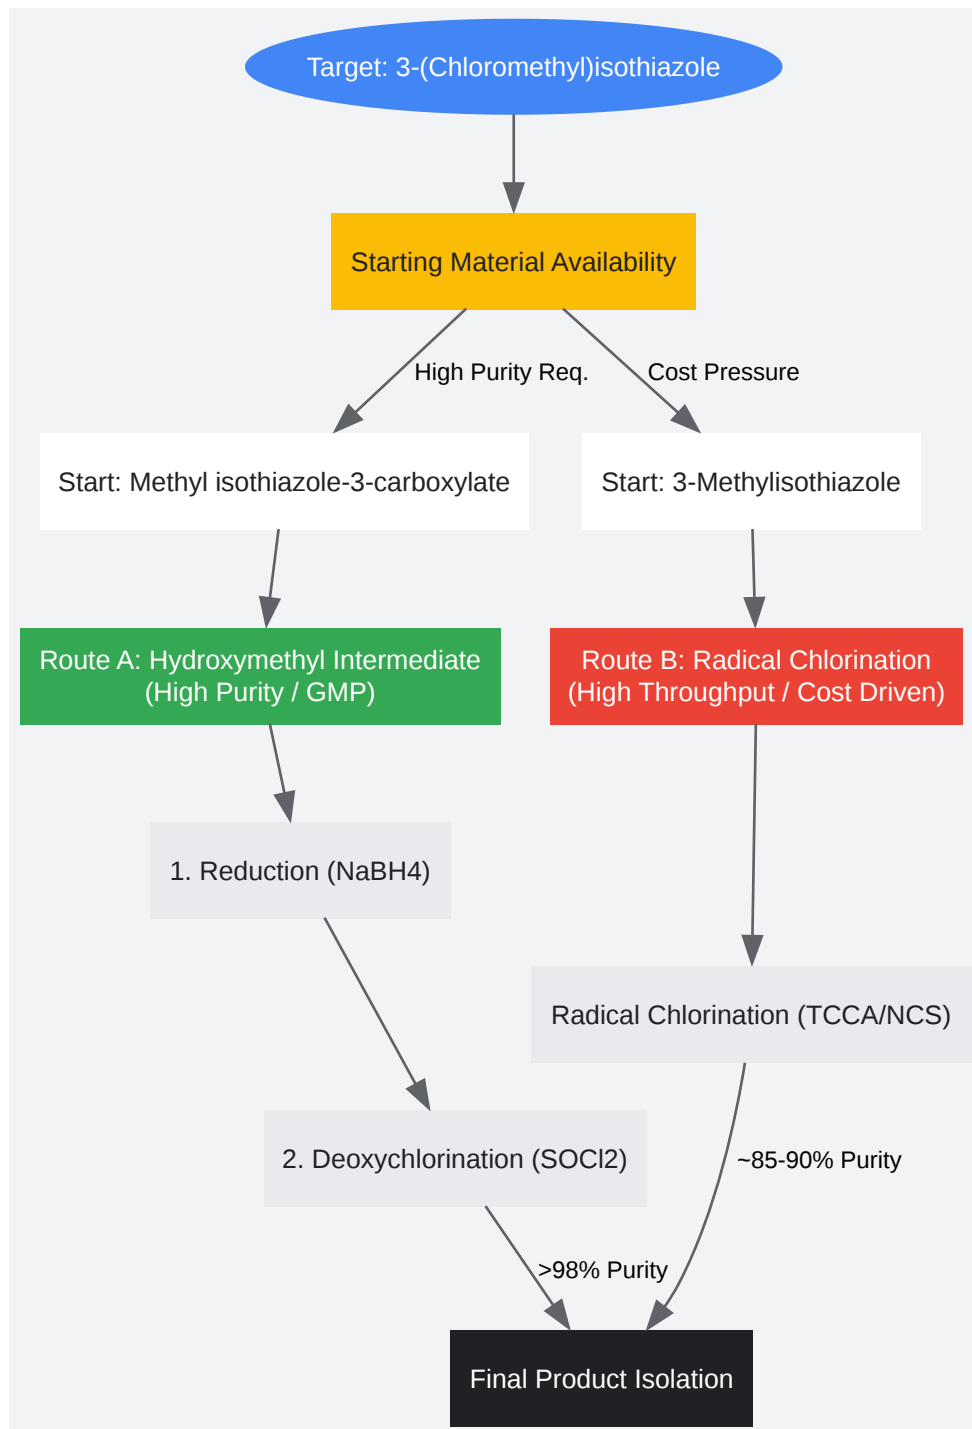 Target: 3-(Chloromethyl)isothiazole
Starting Material Availability
High Purity Req.
Cost Pressure
Start: Methyl isothiazole-3-carboxylate
Start: 3-Methylisothiazole
Route A: Hydroxymethyl Intermediate
(High Purity / GMP)
Route B: Radical Chlorination
(High Throughput / Cost Driven)
1. Reduction (NaBH4)
Radical Chlorination (TCCA/NCS)
2. Deoxychlorination (SOCl2)
~85-90% Purity
>98% Purity
Final Product Isolation